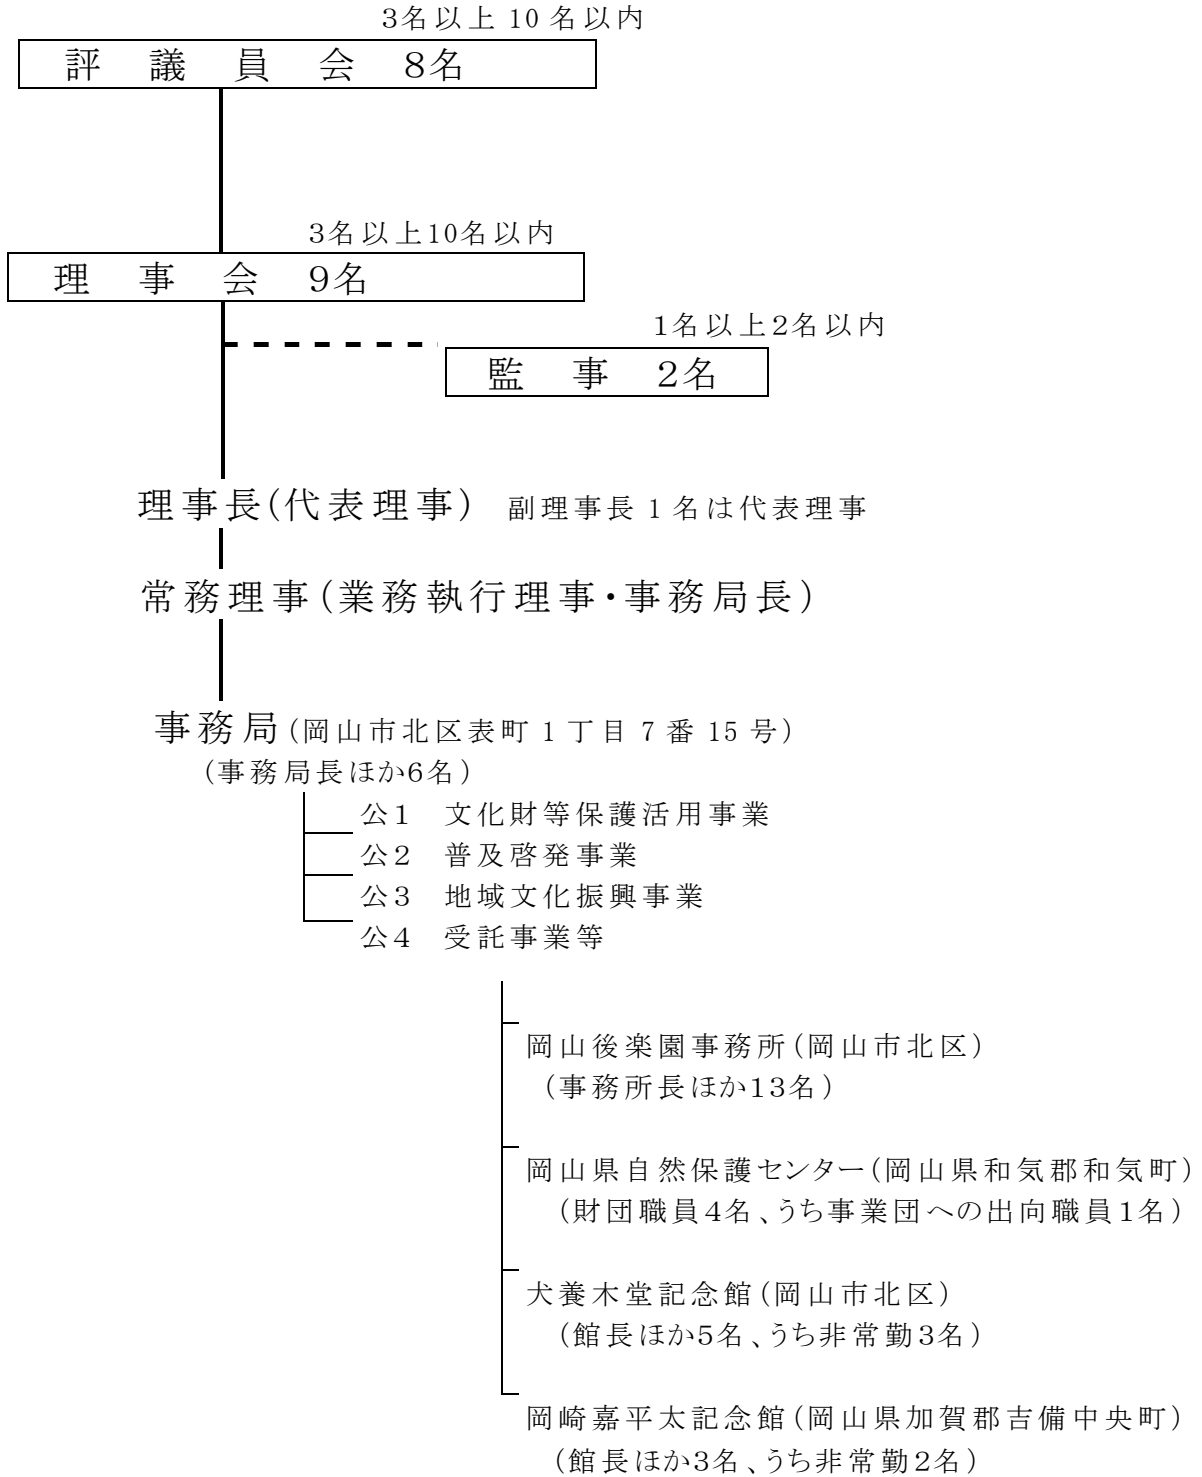 3名以上 10 名以内
評　議　員　会　8名
3名以上10名以内
理　事　会　9名
1名以上2名以内
監　事　2名
理事長(代表理事)　副理事長 1 名は代表理事
常務理事(業務執行理事・事務局長)
事務局(岡山市北区表町 1 丁目 7 番 15 号)
(事務局長ほか6名)
公1　文化財等保護活用事業
公2　普及啓発事業
公3　地域文化振興事業
公4　受託事業等
岡山後楽園事務所(岡山市北区)
(事務所長ほか13名)
岡山県自然保護センター(岡山県和気郡和気町)
(財団職員4名、うち事業団への出向職員1名)
犬養木堂記念館(岡山市北区)
(館長ほか5名、うち非常勤3名)
岡崎嘉平太記念館(岡山県加賀郡吉備中央町)
(館長ほか3名、うち非常勤2名)